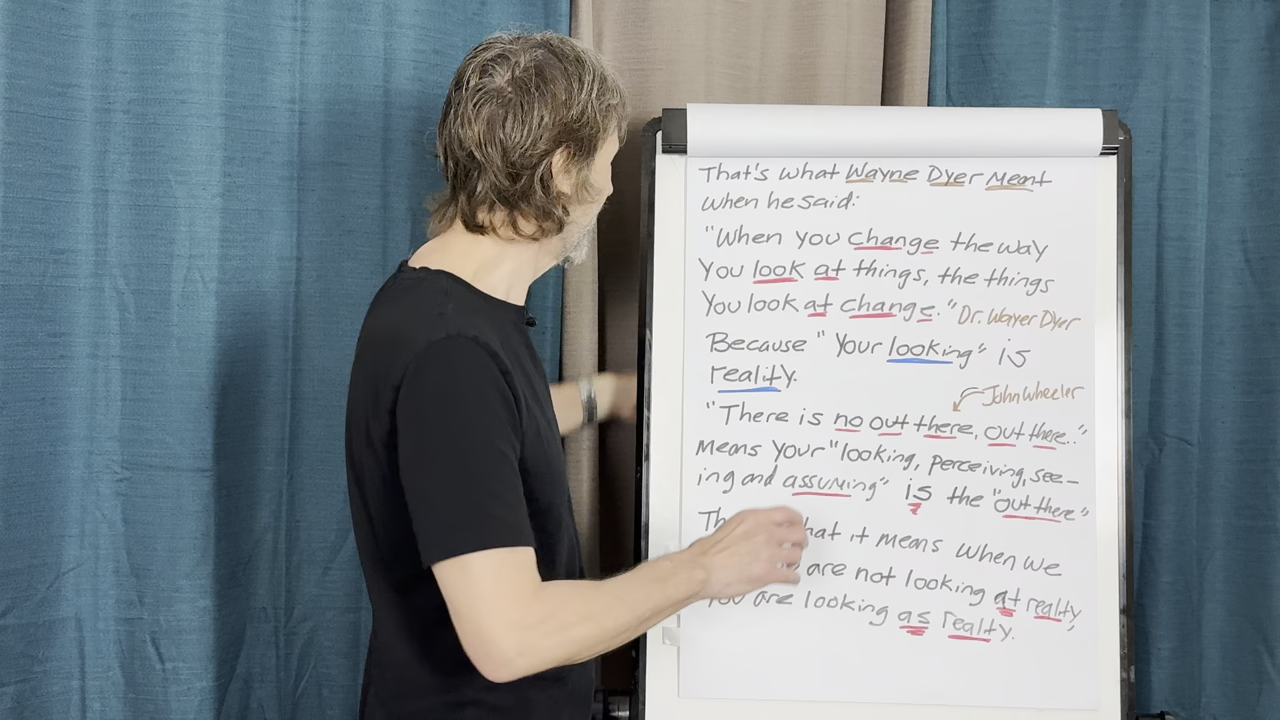 That's what Wayne Dyer Meant
when he said:
"When you change the way
you look at things, the things
You look at change." Dr. Wayer Dyer
Because "Your looking" is
reality.
John Wheeler
"There is no out there, out there.."
Means your "looking, perceiving, see-
ing and assuming" is the "out there"
hat it means when we
are not looking at reality,
You are looking as realty.